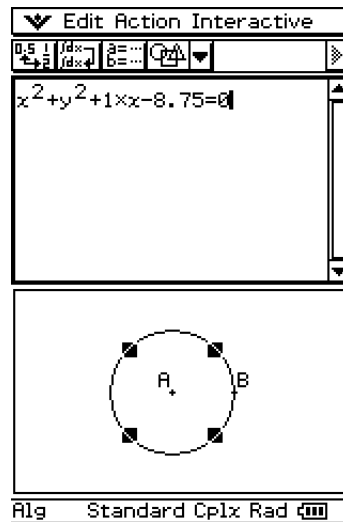 Edit Action Interactive
x²+y²+1×x-8.75=0
A B
Alg Standard Cplx Rad